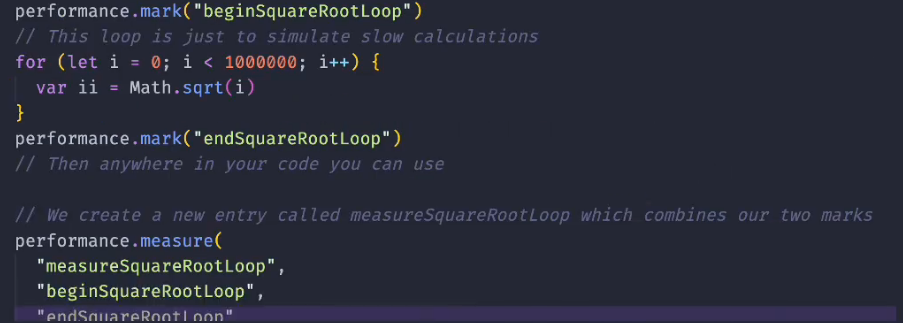 performance.mark("beginSquareRootLoop")
// This loop is just to simulate slow calculations
for (let i = 0; i < 1000000; i++) {
  var ii = Math.sqrt(i)
}
performance.mark("endSquareRootLoop")
// Then anywhere in your code you can use

// We create a new entry called measureSquareRootLoop which combines our two marks
performance.measure(
  "measureSquareRootLoop",
  "beginSquareRootLoop",
  "endSquareRootLoop"